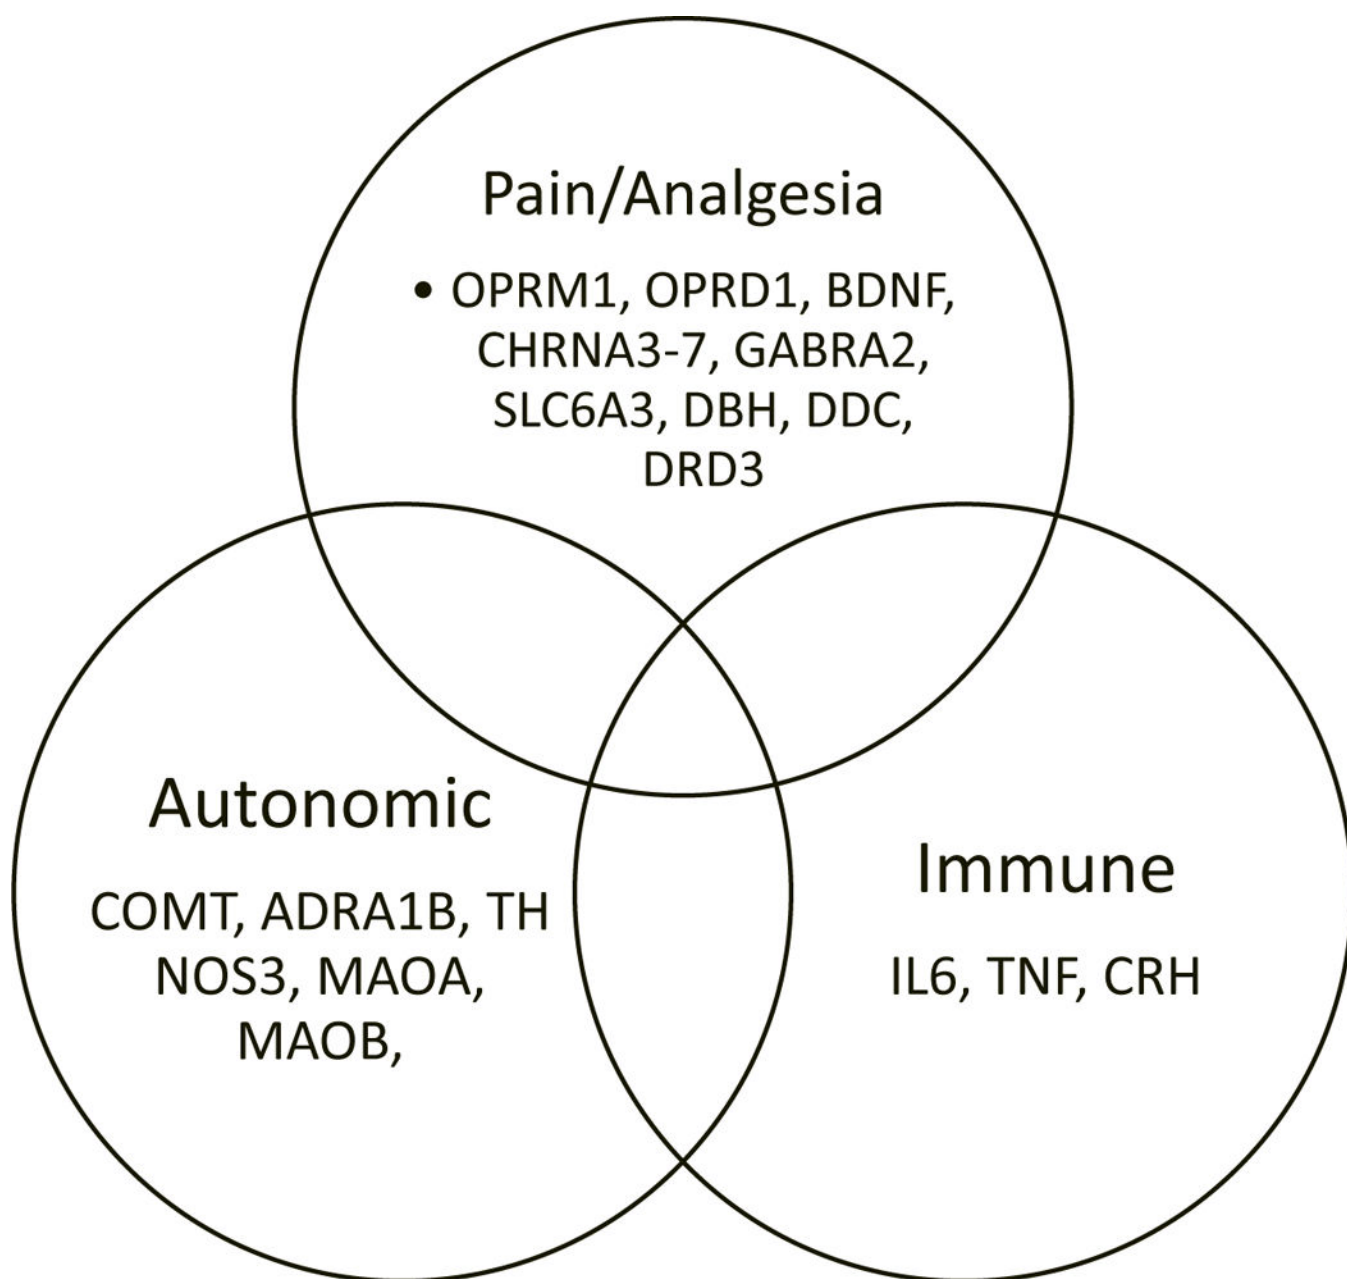 Pain/Analgesia
• OPRM1, OPRD1, BDNF,
CHRNA3-7, GABRA2,
SLC6A3, DBH, DDC,
DRD3
Autonomic
COMT, ADRA1B, TH
NOS3, MAOA,
MAOB,
Immune
IL6, TNF, CRH